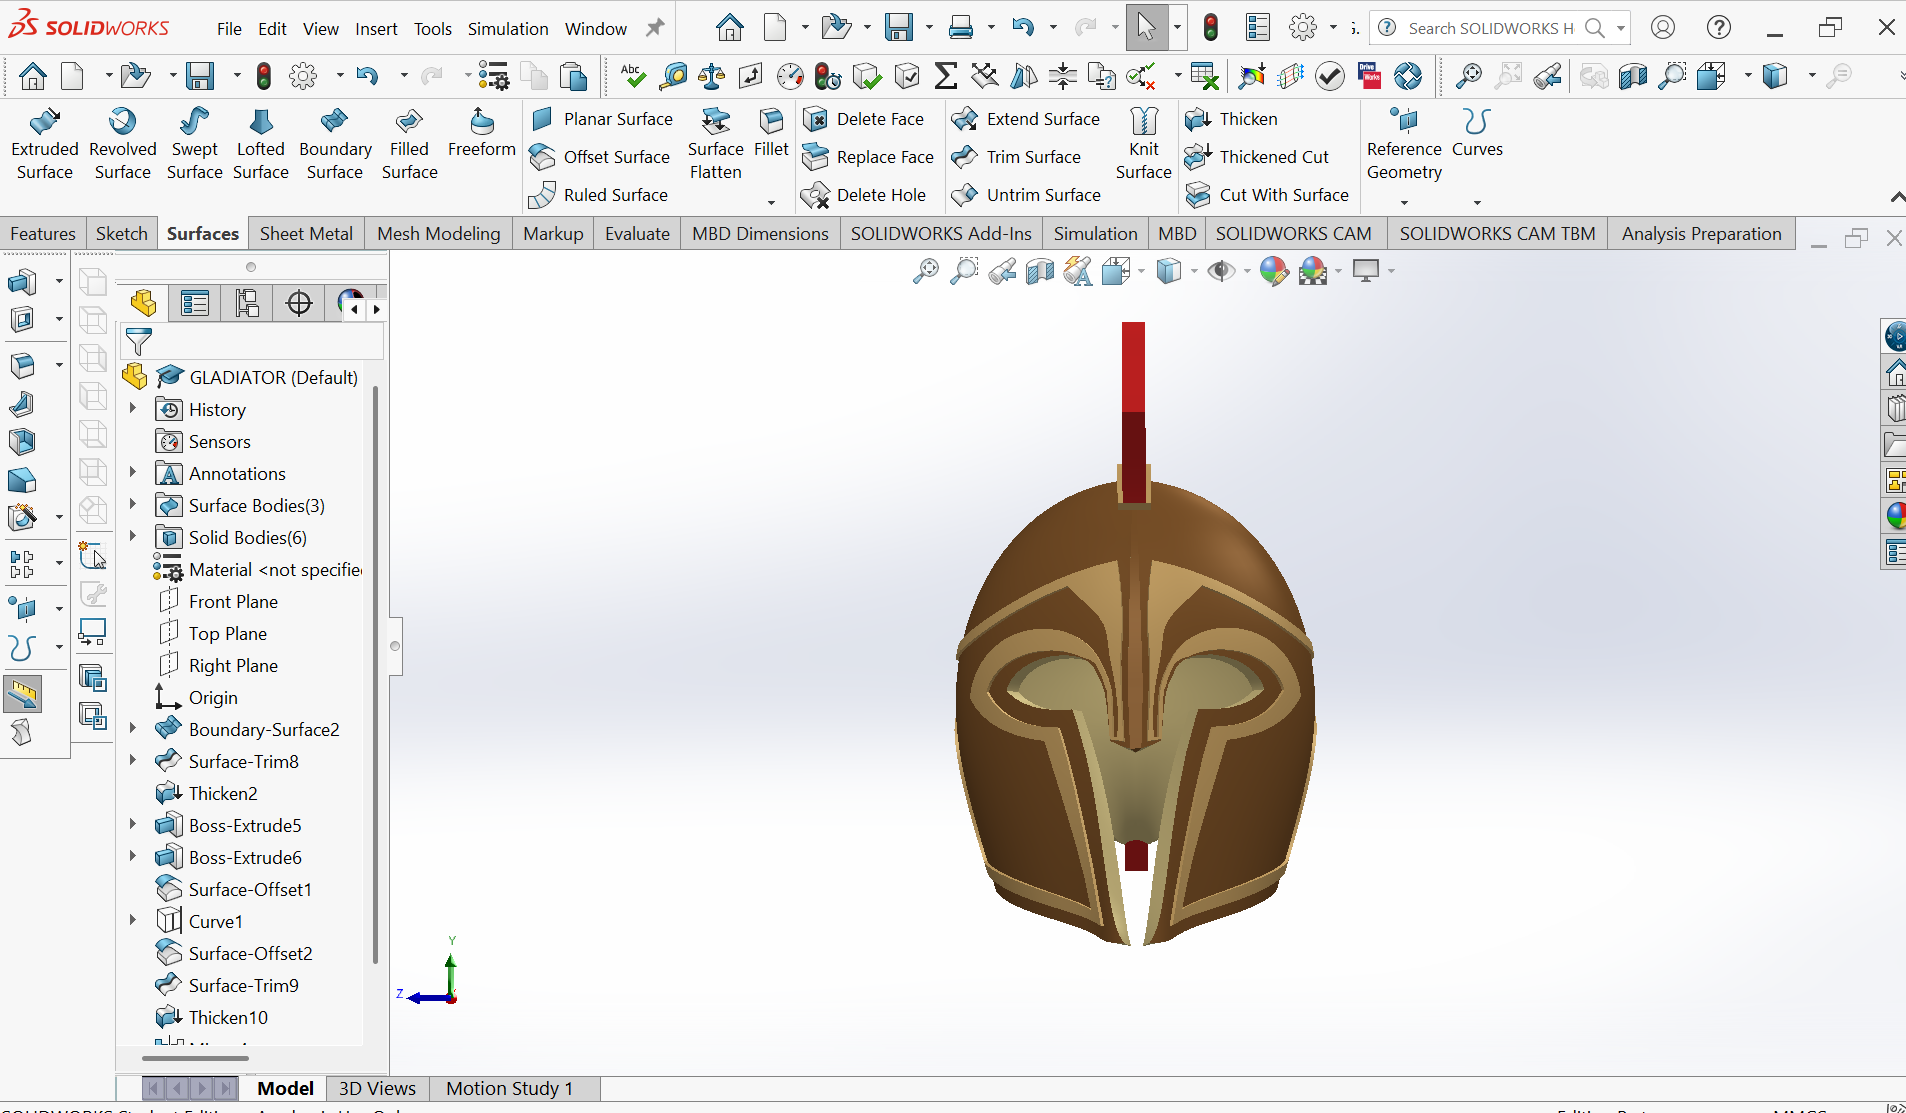 SOLIDWORKS
File Edit View Insert Tools Simulation Window
Search SOLIDWORKS H
Extruded Surface
Revolved Surface
Swept Surface
Lofted Surface
Boundary Surface
Filled Surface
Freeform
Planar Surface
Offset Surface
Ruled Surface
Surface Flatten
Fillet
Delete Face
Replace Face
Delete Hole
Extend Surface
Trim Surface
Untrim Surface
Knit Surface
Thicken
Thickened Cut
Cut With Surface
Reference Geometry
Curves
Features Sketch Surfaces Sheet Metal Mesh Modeling Markup Evaluate MBD Dimensions SOLIDWORKS Add-Ins Simulation MBD SOLIDWORKS CAM SOLIDWORKS CAM TBM Analysis Preparation
GLADIATOR (Default)
History
Sensors
Annotations
Surface Bodies(3)
Solid Bodies(6)
Material <not specifie
Front Plane
Top Plane
Right Plane
Origin
Boundary-Surface2
Surface-Trim8
Thicken2
Boss-Extrude5
Boss-Extrude6
Surface-Offset1
Curve1
Surface-Offset2
Surface-Trim9
Thicken10
Y
Z
Model 3D Views Motion Study 1